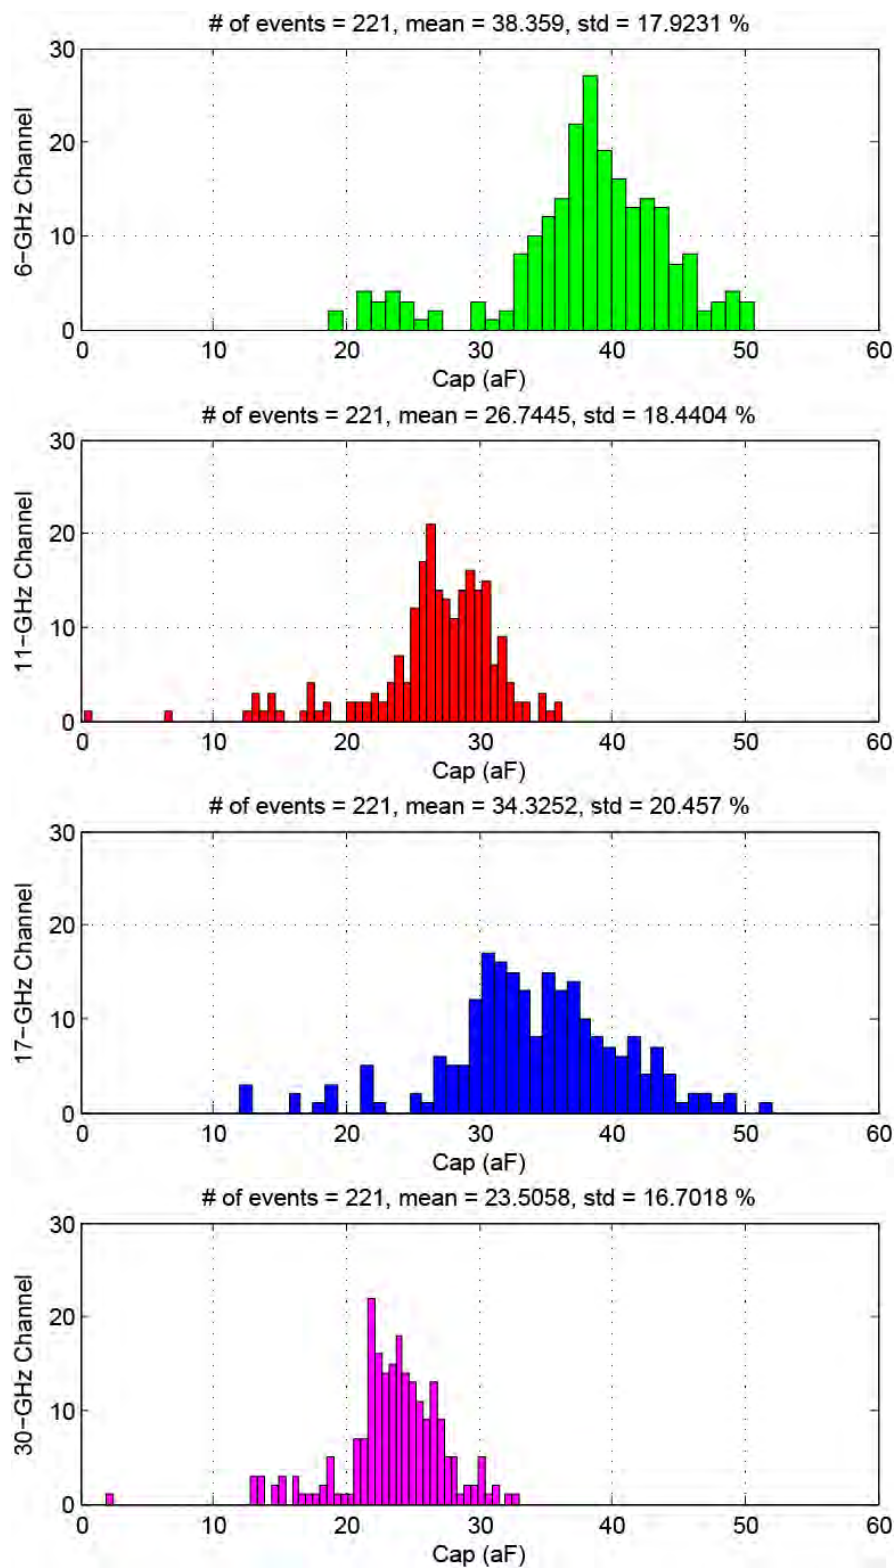 # of events = 221, mean = 38.359, std = 17.9231 %
30
20
10
0
6-GHz Channel
0 10 20 30 40 50 60
Cap (aF)
# of events = 221, mean = 26.7445, std = 18.4404 %
30
20
10
0
11-GHz Channel
0 10 20 30 40 50 60
Cap (aF)
# of events = 221, mean = 34.3252, std = 20.457 %
30
20
10
0
17-GHz Channel
0 10 20 30 40 50 60
Cap (aF)
# of events = 221, mean = 23.5058, std = 16.7018 %
30
20
10
0
30-GHz Channel
0 10 20 30 40 50 60
Cap (aF)